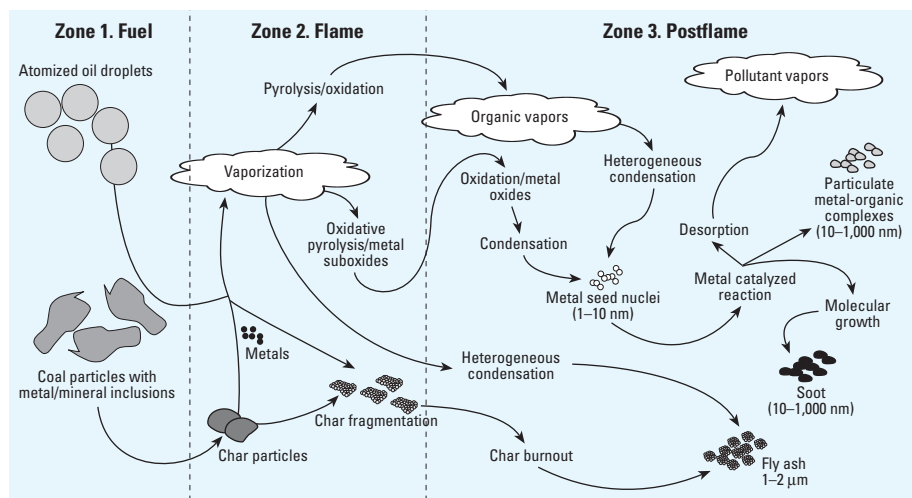 Zone 1. Fuel
Zone 2. Flame
Zone 3. Postflame
Atomized oil droplets
Pyrolysis/oxidation
Pollutant vapors
Organic vapors
Vaporization
Oxidation/metal
oxides
Heterogeneous
condensation
Particulate
metal-organic
complexes
(10–1,000 nm)
Oxidative
pyrolysis/metal
suboxides
Condensation
Desorption
Metal seed nuclei
(1–10 nm)
Metal catalyzed
reaction
Molecular
growth
Metals
Coal particles with
metal/mineral inclusions
Heterogeneous
condensation
Soot
(10–1,000 nm)
Char fragmentation
Char particles
Char burnout
Fly ash
1–2 μm